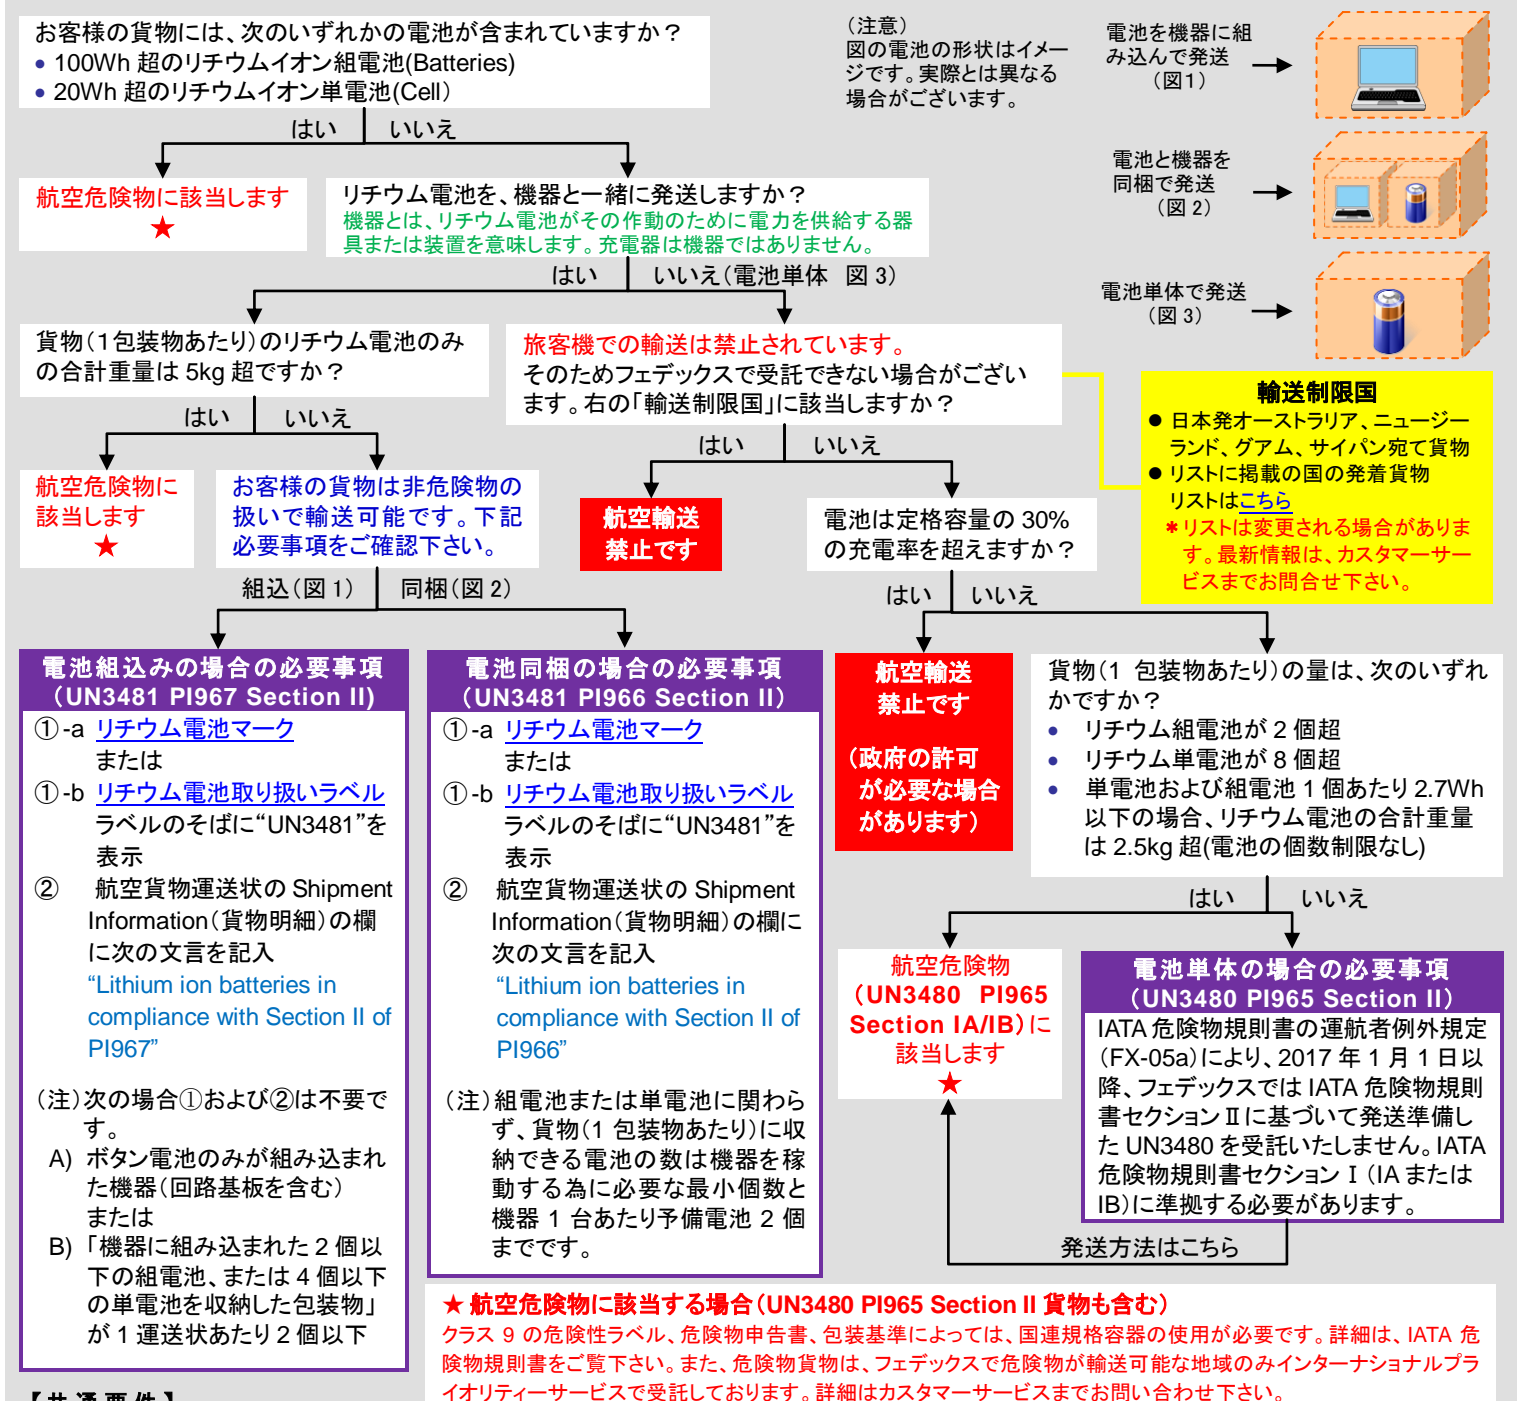 お客様の貨物には、次のいずれかの電池が含まれていますか？
• 100Wh 超のリチウムイオン組電池(Batteries)
• 20Wh 超のリチウムイオン単電池(Cell）
（注意）
図の電池の形状はイメー
ジです。実際とは異なる
場合がございます。
電池を機器に組
み込んで発送
（図１）
はい
いいえ
電池と機器を
同梱で発送
（図 2）
航空危険物に該当します
★
リチウム電池を、機器と一緒に発送しますか？
機器とは、リチウム電池がその作動のために電力を供給する器
具または装置を意味します。充電器は機器ではありません。
はい
いいえ（電池単体 図 3）
電池単体で発送
（図 3）
貨物（１包装物あたり）のリチウム電池のみ
の合計重量は 5kg 超ですか？
旅客機での輸送は禁止されています。
そのためフェデックスで受託できない場合がござい
ます。右の「輸送制限国」に該当しますか？
輸送制限国
● 日本発オーストラリア、ニュージー
ランド、グアム、サイパン宛て貨物
● リストに掲載の国の発着貨物
リストはこちら
＊リストは変更される場合がありま
す。最新情報は、カスタマーサー
ビスまでお問合せ下さい。
はい
いいえ
はい
いいえ
航空危険物に
該当します
★
お客様の貨物は非危険物の
扱いで輸送可能です。下記
必要事項をご確認下さい。
航空輸送
禁止です
電池は定格容量の 30%
の充電率を超えますか？
組込（図 1）
同梱（図 2）
はい
いいえ
電池組込みの場合の必要事項
（UN3481 PI967 Section II)
①-a リチウム電池マーク
または
①-b リチウム電池取り扱いラベル
ラベルのそばに“UN3481”を
表示
② 航空貨物運送状の Shipment
Information（貨物明細）の欄
に次の文言を記入
“Lithium ion batteries in
compliance with Section II of
PI967”
（注）次の場合①および②は不要で
す。
A) ボタン電池のみが組み込まれ
た機器（回路基板を含む）
または
B) 「機器に組み込まれた 2 個以
下の組電池、または 4 個以下
の単電池を収納した包装物」
が 1 運送状あたり 2 個以下
電池同梱の場合の必要事項
（UN3481 PI966 Section II）
①-a リチウム電池マーク
または
①-b リチウム電池取り扱いラベル
ラベルのそばに“UN3481”を
表示
② 航空貨物運送状の Shipment
Information（貨物明細）の欄に
次の文言を記入
“Lithium ion batteries in
compliance with Section II of
PI966”
（注）組電池または単電池に関わら
ず、貨物（1 包装物あたり）に収
納できる電池の数は機器を稼
動する為に必要な最小個数と
機器 1 台あたり予備電池 2 個
までです。
航空輸送
禁止です
（政府の許可
が必要な場合
があります）
貨物（1 包装物あたり）の量は、次のいずれ
かですか？
• リチウム組電池が 2 個超
• リチウム単電池が 8 個超
• 単電池および組電池 1 個あたり 2.7Wh
以下の場合、リチウム電池の合計重量
は 2.5kg 超(電池の個数制限なし)
はい
いいえ
航空危険物
（UN3480 PI965
Section IA/IB）に
該当します
★
電池単体の場合の必要事項
（UN3480 PI965 Section II）
IATA 危険物規則書の運航者例外規定
（FX-05a）により、2017 年 1 月 1 日以
降、フェデックスでは IATA 危険物規則
書セクションⅡに基づいて発送準備し
た UN3480 を受託いたしません。IATA
危険物規則書セクションⅠ（IA または
IB）に準拠する必要があります。
発送方法はこちら
★ 航空危険物に該当する場合（UN3480 PI965 Section II 貨物も含む）
クラス 9 の危険性ラベル、危険物申告書、包装基準によっては、国連規格容器の使用が必要です。詳細は、IATA 危
険物規則書をご覧下さい。また、危険物貨物は、フェデックスで危険物が輸送可能な地域のみインターナショナルプラ
イオリティーサービスで受託しております。詳細はカスタマーサービスまでお問い合わせ下さい。
【共通要件】